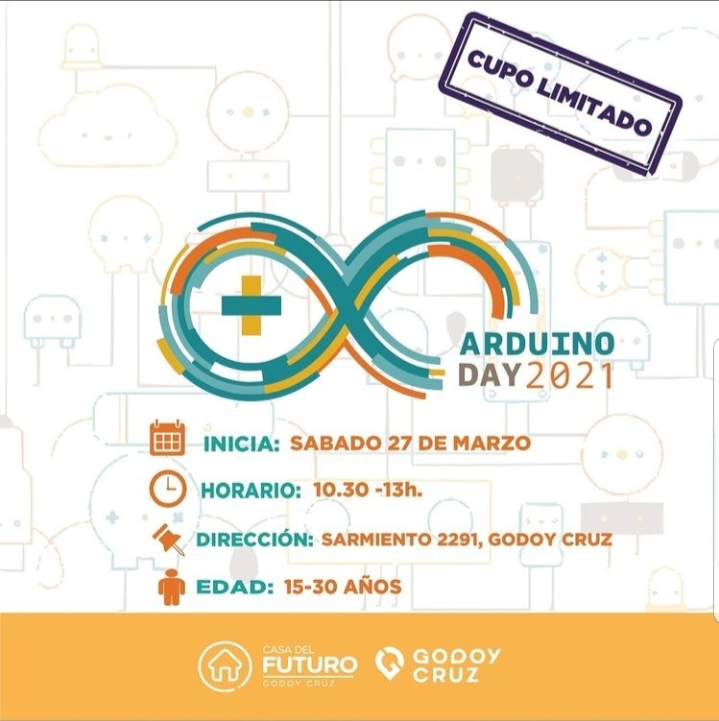 CUPO LIMITADO
ARDUINO
DAY 2021
INICIA: SABADO 27 DE MARZO
HORARIO: 10.30 -13h.
DIRECCIÓN: SARMIENTO 2291, GODOY CRUZ
EDAD: 15-30 AÑOS
CASA DEL
FUTURO
GODOY CRUZ
GODOY
CRUZ